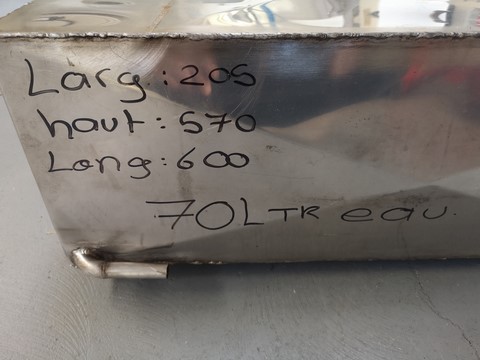 Larg.: 205
haut: 570
Long: 600
70LTR eau.